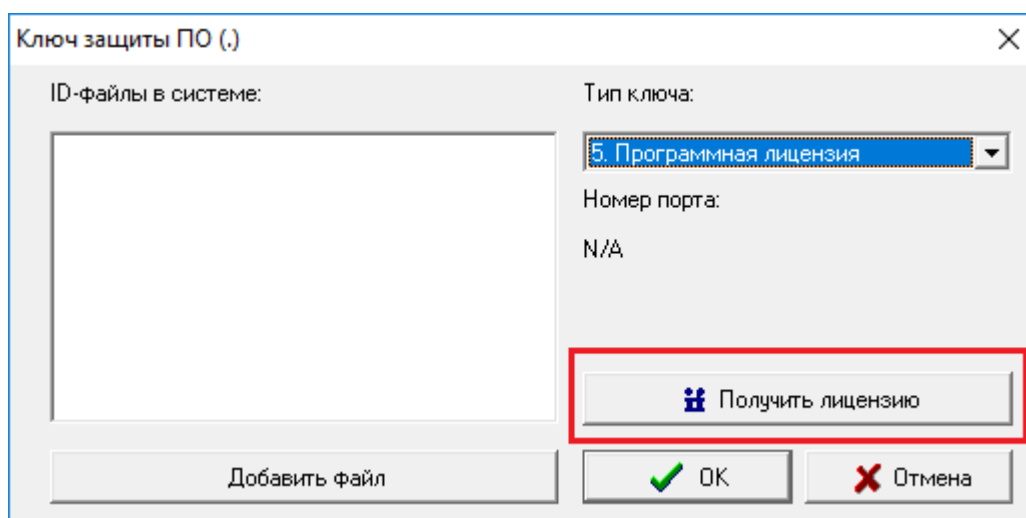 Ключ защиты ПО (.)
ID-файлы в системе:
Тип ключа:
5. Программная лицензия
Номер порта:
N/A
Получить лицензию
Добавить файл
OK
Отмена